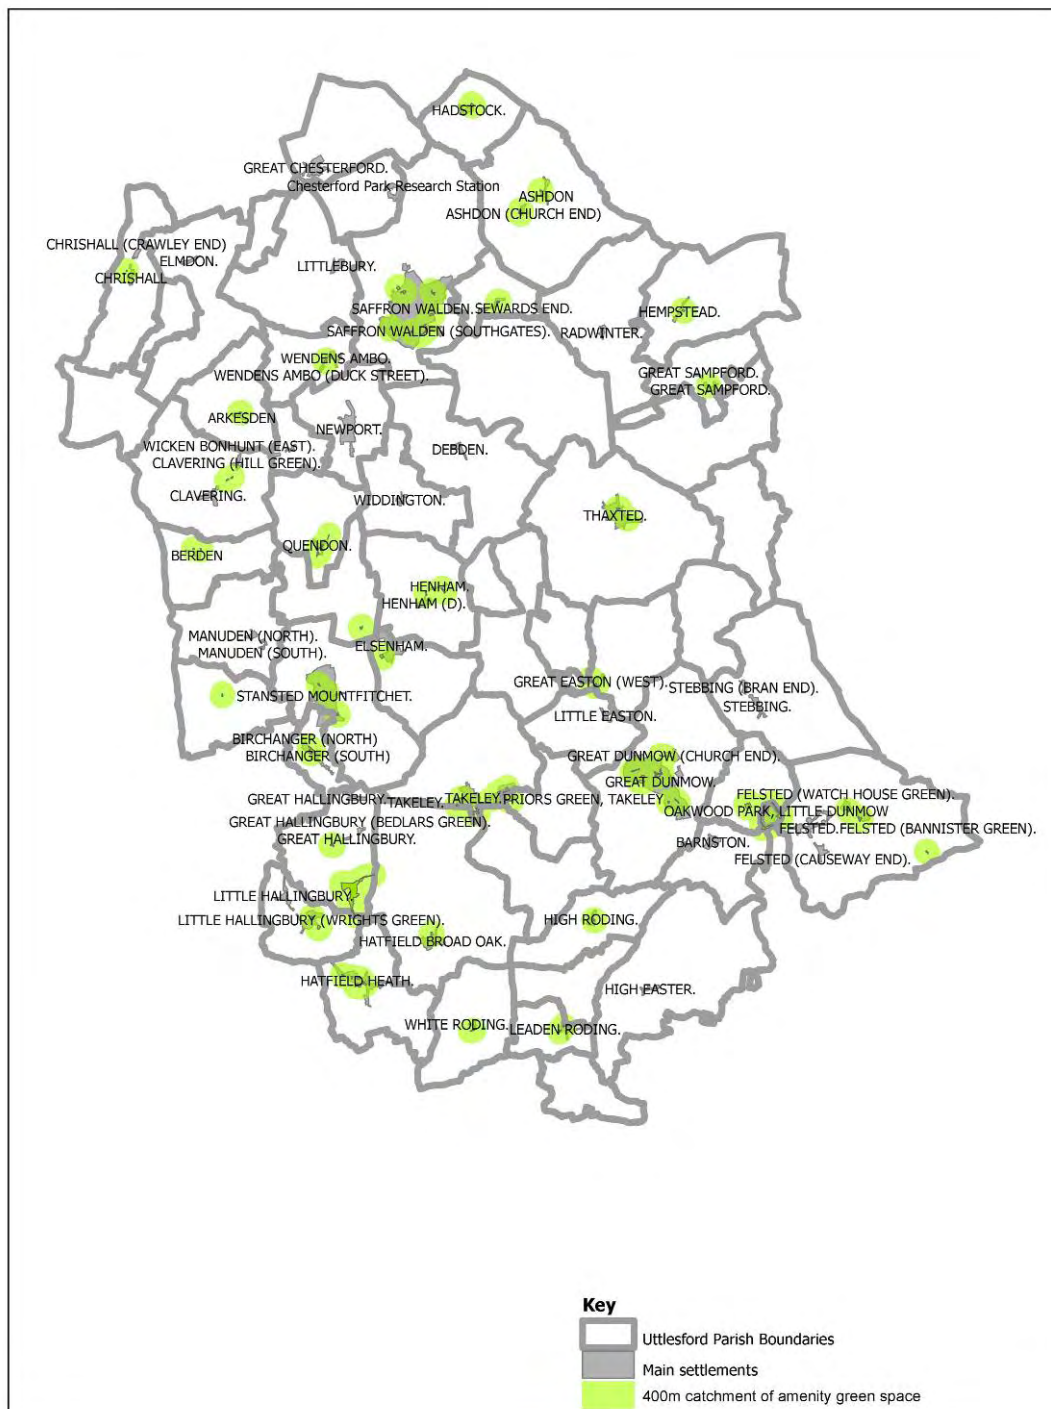 HADSTOCK.
GREAT CHESTERFORD.
Chesterford Park Research Station
ASHDON
ASHDON (CHURCH END)
CHRISHALL (CRAWLEY END)
ELMDON.
CHRISHALL
LITTLEBURY.
SAFFRON WALDEN.
SEWARDS END.
HEMPSTEAD.
SAFFRON WALDEN (SOUTHGATES).
RADWINTER.
WENDENS AMBO.
WENDENS AMBO (DUCK STREET).
GREAT SAMPFORD.
GREAT SAMPFORD.
ARKESDEN
NEWPORT.
WICKEN BONHUNT (EAST).
DEBDEN.
CLAVERING (HILL GREEN).
CLAVERING.
WIDDINGTON.
THAXTED.
BERDEN
QUENDON.
HENHAM.
HENHAM (D).
MANUDEN (NORTH).
ELSENHAM.
MANUDEN (SOUTH).
GREAT EASTON (WEST).
STEBBING (BRAN END).
STANSTED MOUNTFITCHET.
STEBBING.
LITTLE EASTON.
BIRCHANGER (NORTH)
BIRCHANGER (SOUTH)
GREAT DUNMOW (CHURCH END).
GREAT DUNMOW.
GREAT HALLINGBURY.
TAKELEY.
TAKELEY.
PRIORS GREEN, TAKELEY
FELSTED (WATCH HOUSE GREEN).
OAKWOOD PARK, LITTLE DUNMOW
GREAT HALLINGBURY (BEDLARS GREEN).
FELSTED.
FELSTED (BANNISTER GREEN).
GREAT HALLINGBURY.
BARNSTON.
FELSTED (CAUSEWAY END).
LITTLE HALLINGBURY.
LITTLE HALLINGBURY (WRIGHTS GREEN).
HIGH RODING.
HATFIELD BROAD OAK.
HATFIELD HEATH.
HIGH EASTER.
WHITE RODING.
LEADEN RODING.
Key
Uttlesford Parish Boundaries
Main settlements
400m catchment of amenity green space